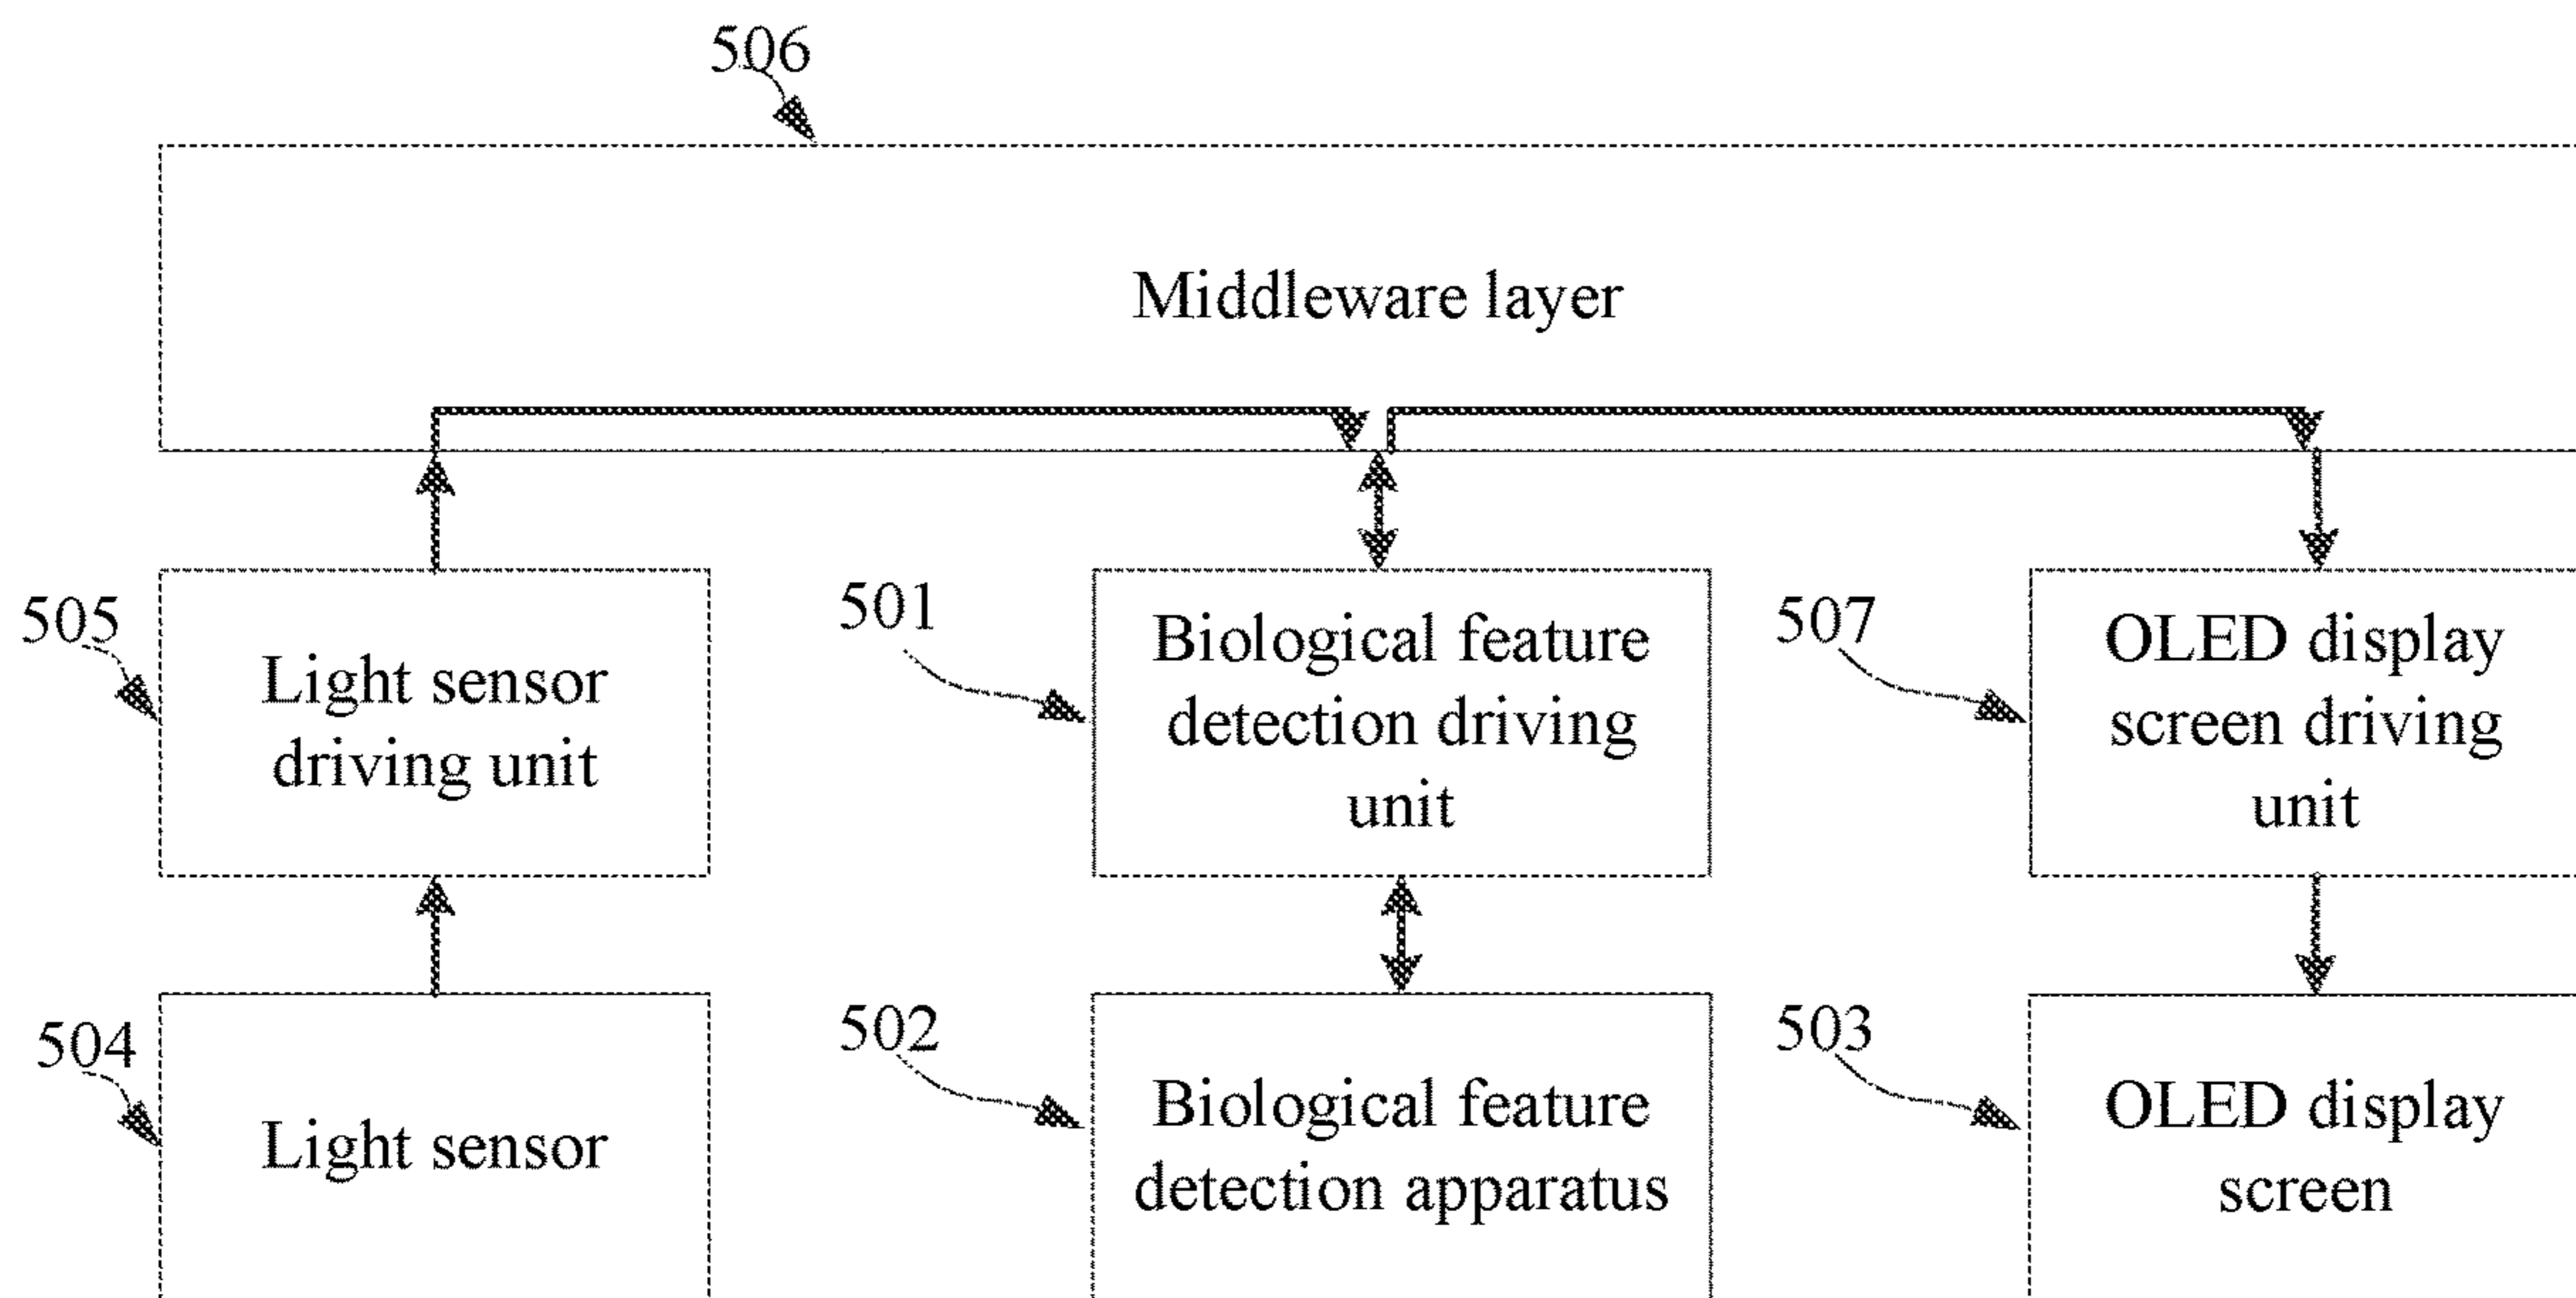 506
Middleware layer
505
Light sensor
driving unit
501
Biological feature
detection driving
unit
507
OLED display
screen driving
unit
504
Light sensor
502
Biological feature
detection apparatus
503
OLED display
screen